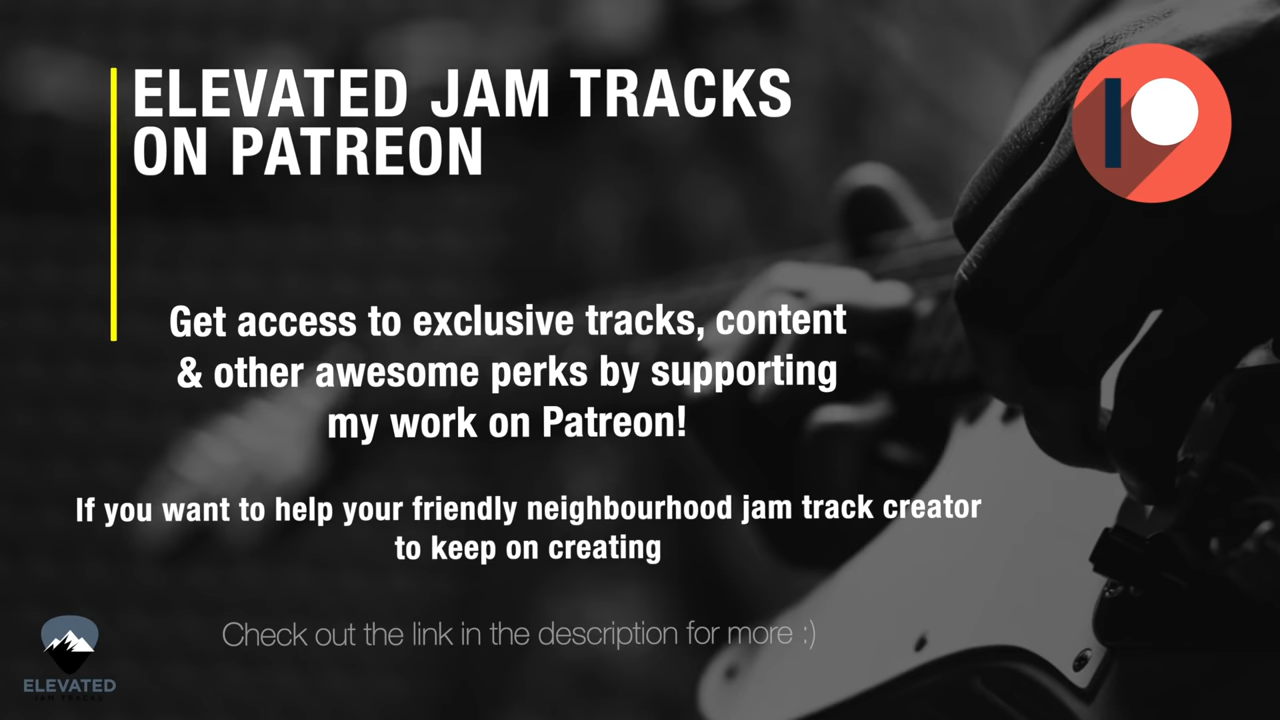 ELEVATED JAM TRACKS
ON PATREON
Get access to exclusive tracks, content
& other awesome perks by supporting
my work on Patreon!
If you want to help your friendly neighbourhood jam track creator
to keep on creating
Check out the link in the description for more :)
ELEVATED
JAM TRACKS